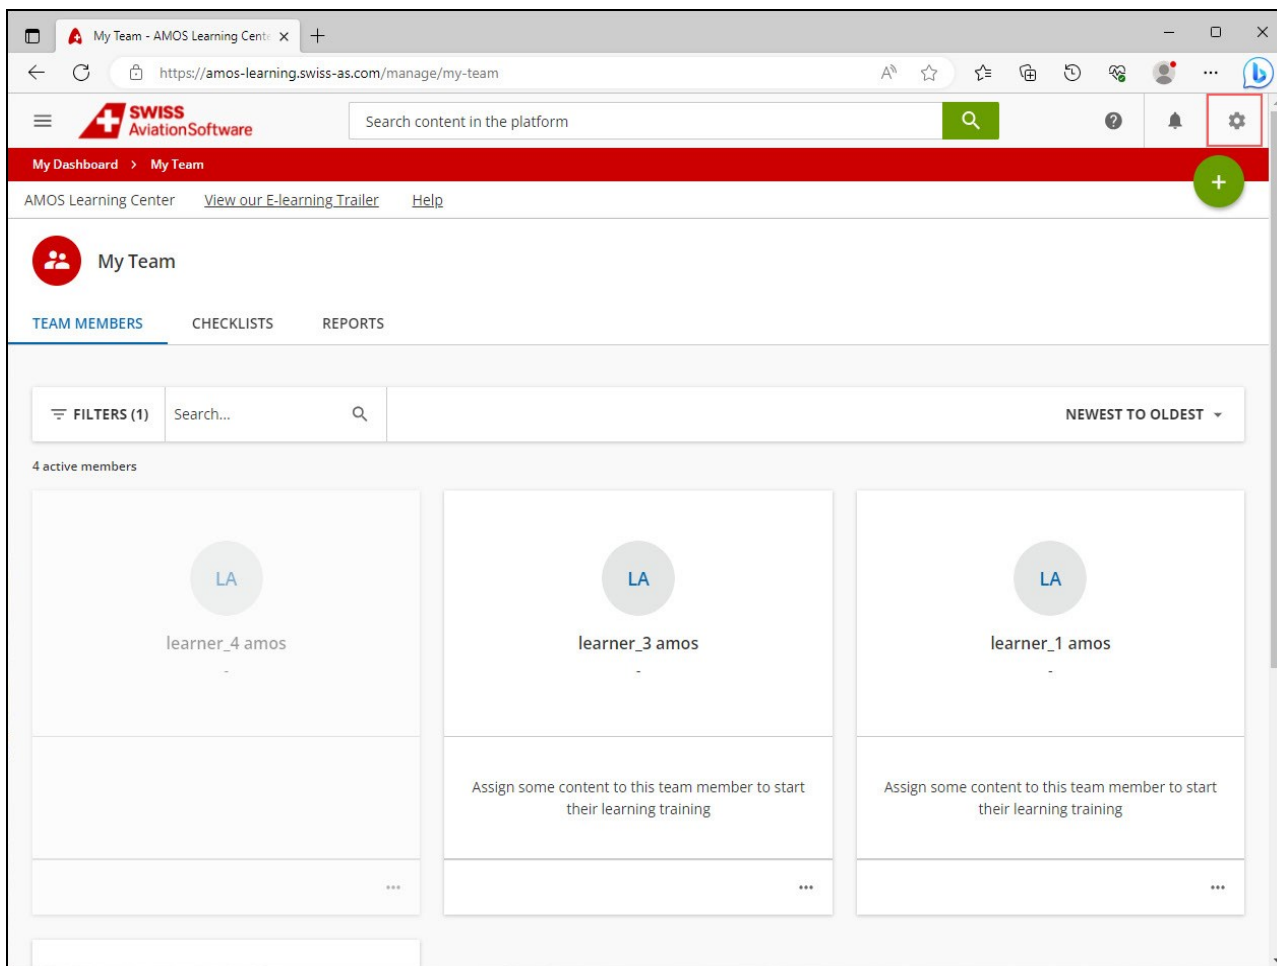 My Team - AMOS Learning Cente
https://amos-learning.swiss-as.com/manage/my-team
SWISS
AviationSoftware
Search content in the platform
My Dashboard > My Team
AMOS Learning Center View our E-learning Trailer Help
My Team
TEAM MEMBERS CHECKLISTS REPORTS
FILTERS (1) Search... NEWEST TO OLDEST
4 active members
LA LA LA
learner_4 amos learner_3 amos learner_1 amos
- - -
Assign some content to this team member to start Assign some content to this team member to start
their learning training their learning training